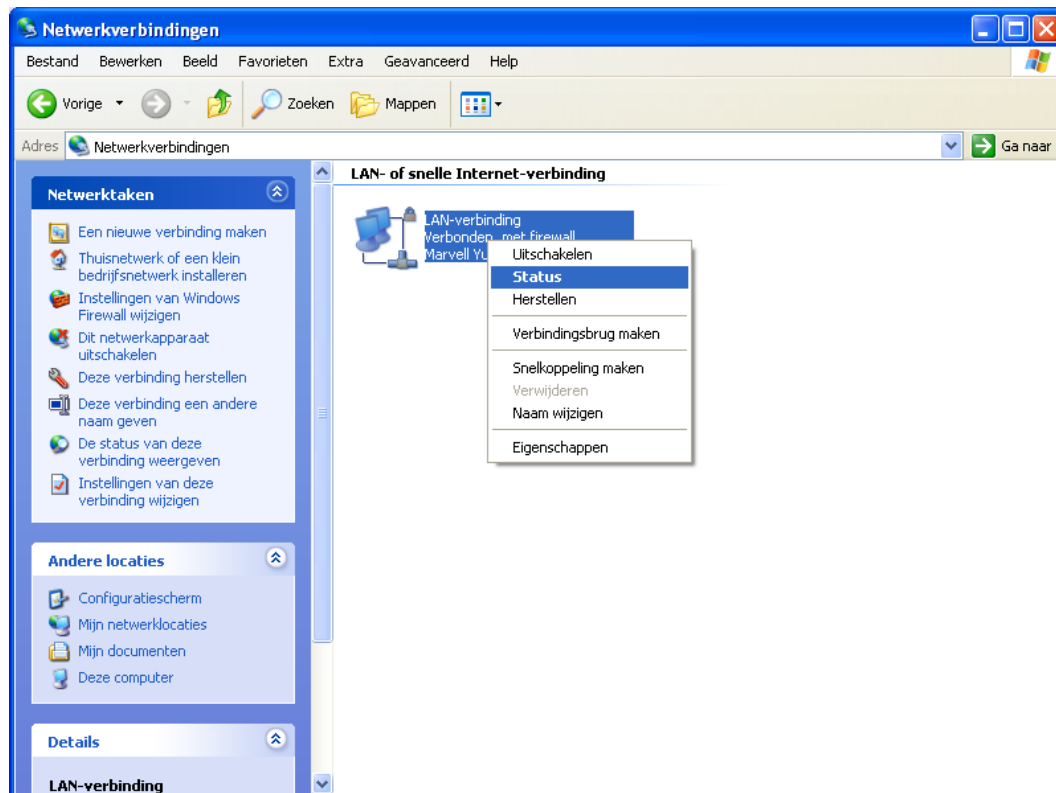 Netwerkverbindingen
Bestand Bewerken Beeld Favorieten Extra Geavanceerd Help
Vorige Zoeken Mappen
Adres Netwerkverbindingen Ga naar
Netwerktaken
Een nieuwe verbinding maken
Thuisnetwerk of een klein
bedrijfsnetwerk installeren
Instellingen van Windows
Firewall wijzigen
Dit netwerkapparaat
uitschakelen
Deze verbinding herstellen
Deze verbinding een andere
naam geven
De status van deze
verbinding weergeven
Instellingen van deze
verbinding wijzigen
Andere locaties
Configuratiescherm
Mijn netwerklocaties
Mijn documenten
Deze computer
Details
LAN-verbinding
LAN- of snelle Internet-verbinding
LAN-verbinding
Verbonden, met firewall
Marvell Yu
Uitschakelen
Status
Herstellen
Verbindingsbrug maken
Snelkoppeling maken
Verwijderen
Naam wijzigen
Eigenschappen